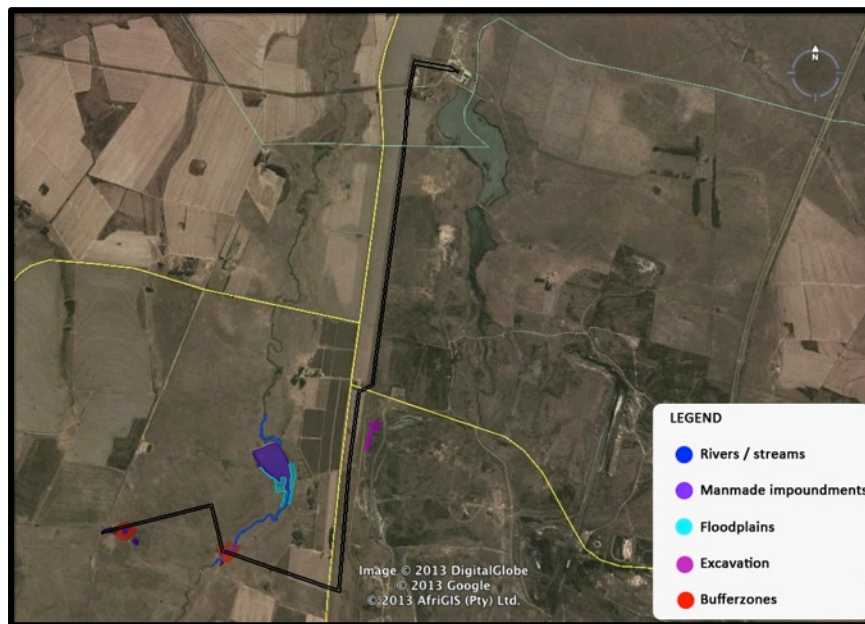 N
Image © 2013 DigitalGlobe
© 2013 Google
© 2013 AfriGIS (Pty) Ltd.
LEGEND
Rivers / streams
Manmade impoundments
Floodplains
Excavation
Bufferzones